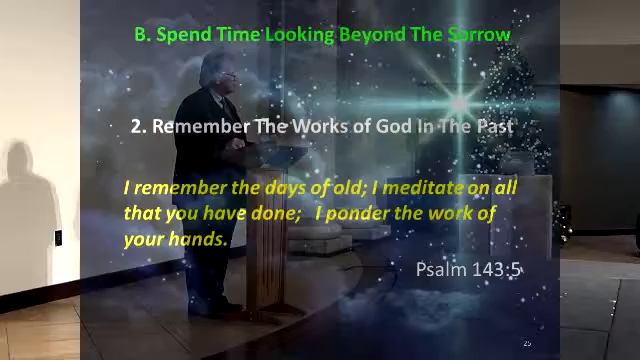 B. Spend Time Looking Beyond The Sorrow
2. Remember The Works of God In The Past
I remember the days of old; I meditate on all
that you have done; I ponder the work of
your hands.
Psalm 143:5
25